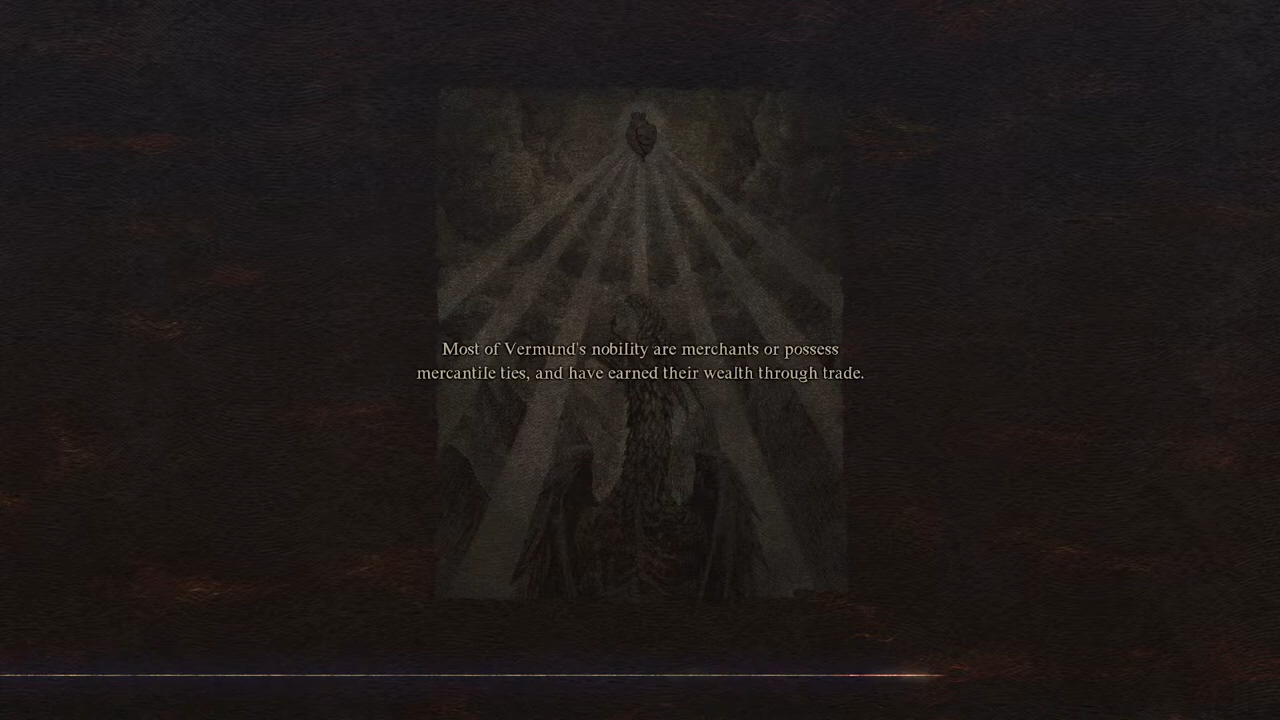 Most of Vermund's nobility are merchants or possess
mercantile ties, and have earned their wealth through trade.